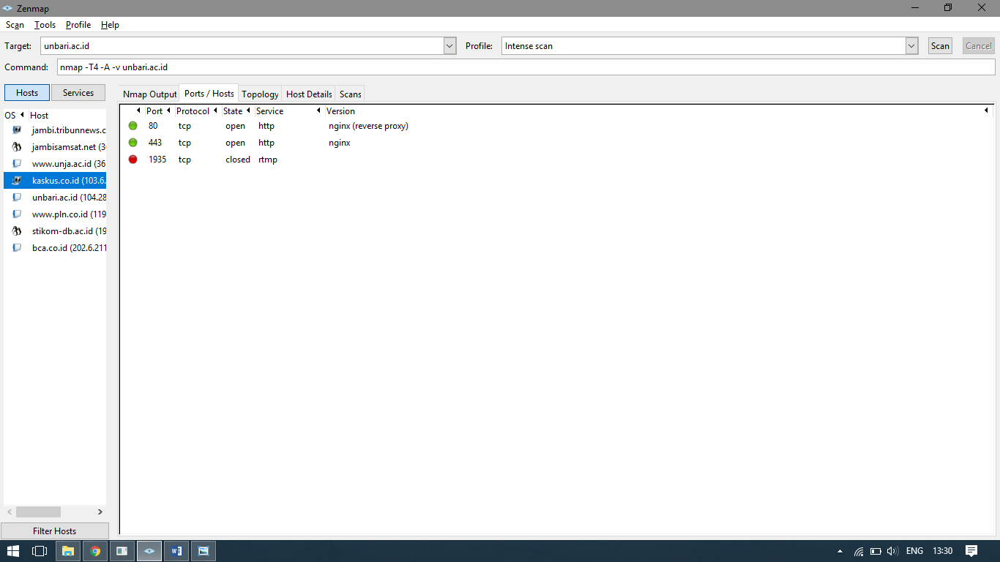 Zenmap
Scan Tools Profile Help
Target: unbari.ac.id Profile: Intense scan Scan Cancel
Command: nmap -T4 -A -v unbari.ac.id
Hosts Services
Nmap Output Ports / Hosts Topology Host Details Scans
OS Host
jambi.tribunnews.c
jambisamsat.net (36
www.unja.ac.id (36
kaskus.co.id (103.6.
unbari.ac.id (104.28
www.pln.co.id (119
stikom-db.ac.id (19
bca.co.id (202.6.211
Filter Hosts
Port Protocol State Service Version
80 tcp open http nginx (reverse proxy)
443 tcp open http nginx
1935 tcp closed rtmp
ENG 13:30